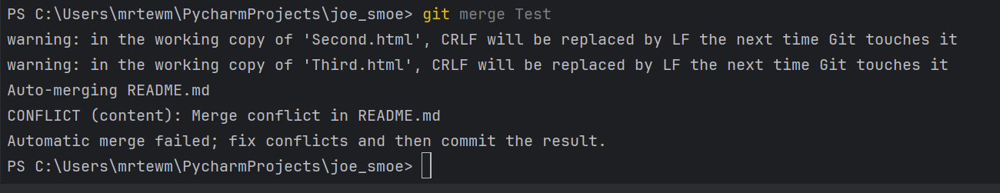 PS C:\Users\mrtewm\PycharmProjects\joe_smoe> git merge Test
warning: in the working copy of 'Second.html', CRLF will be replaced by LF the next time Git touches it
warning: in the working copy of 'Third.html', CRLF will be replaced by LF the next time Git touches it
Auto-merging README.md
CONFLICT (content): Merge conflict in README.md
Automatic merge failed; fix conflicts and then commit the result.
PS C:\Users\mrtewm\PycharmProjects\joe_smoe>